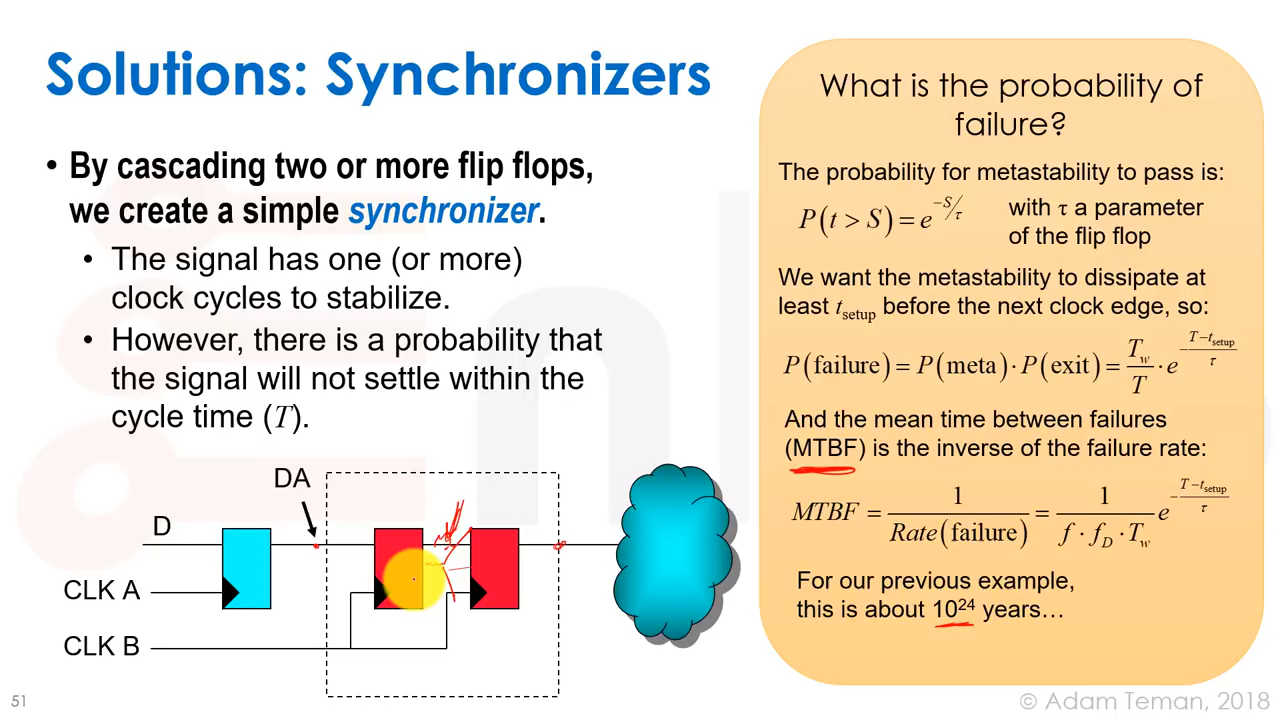 Solutions: Synchronizers
• By cascading two or more flip flops,
we create a simple synchronizer.
• The signal has one (or more)
clock cycles to stabilize.
• However, there is a probability that
the signal will not settle within the
cycle time (T).
DA
D
CLK A
CLK B
What is the probability of
failure?
The probability for metastability to pass is:
P(t > S) = e^{-S/τ}
with τ a parameter
of the flip flop
We want the metastability to dissipate at
least t_setup before the next clock edge, so:
P(failure) = P(meta) · P(exit) = T_w/T · e^{-(T-t_setup)/τ}
And the mean time between failures
(MTBF) is the inverse of the failure rate:
MTBF = 1/Rate(failure) = 1/(f · f_D · T_w) e^{-(T-t_setup)/τ}
For our previous example,
this is about 10^24 years…
51
© Adam Teman, 2018